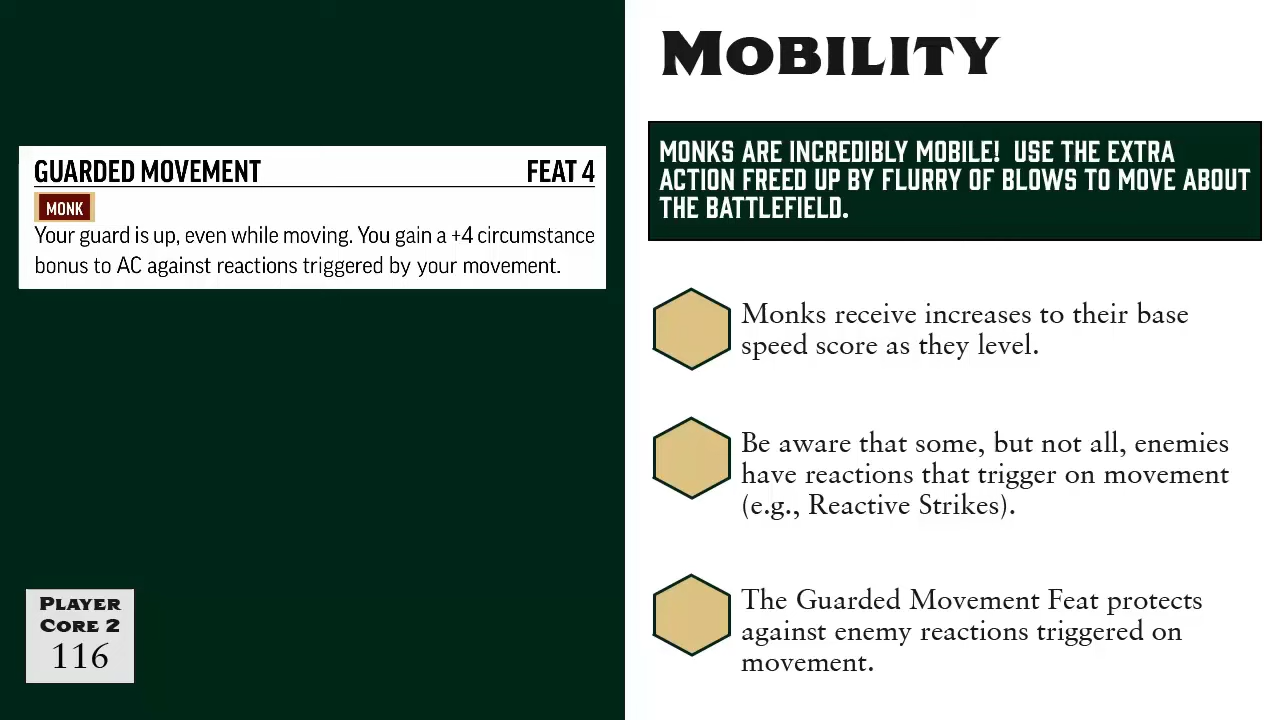 GUARDED MOVEMENT FEAT 4
MONK
Your guard is up, even while moving. You gain a +4 circumstance
bonus to AC against reactions triggered by your movement.
PLAYER
CORE 2
116
MOBILITY
MONKS ARE INCREDIBLY MOBILE! USE THE EXTRA
ACTION FREED UP BY FLURRY OF BLOWS TO MOVE ABOUT
THE BATTLEFIELD.
Monks receive increases to their base
speed score as they level.
Be aware that some, but not all, enemies
have reactions that trigger on movement
(e.g., Reactive Strikes).
The Guarded Movement Feat protects
against enemy reactions triggered on
movement.